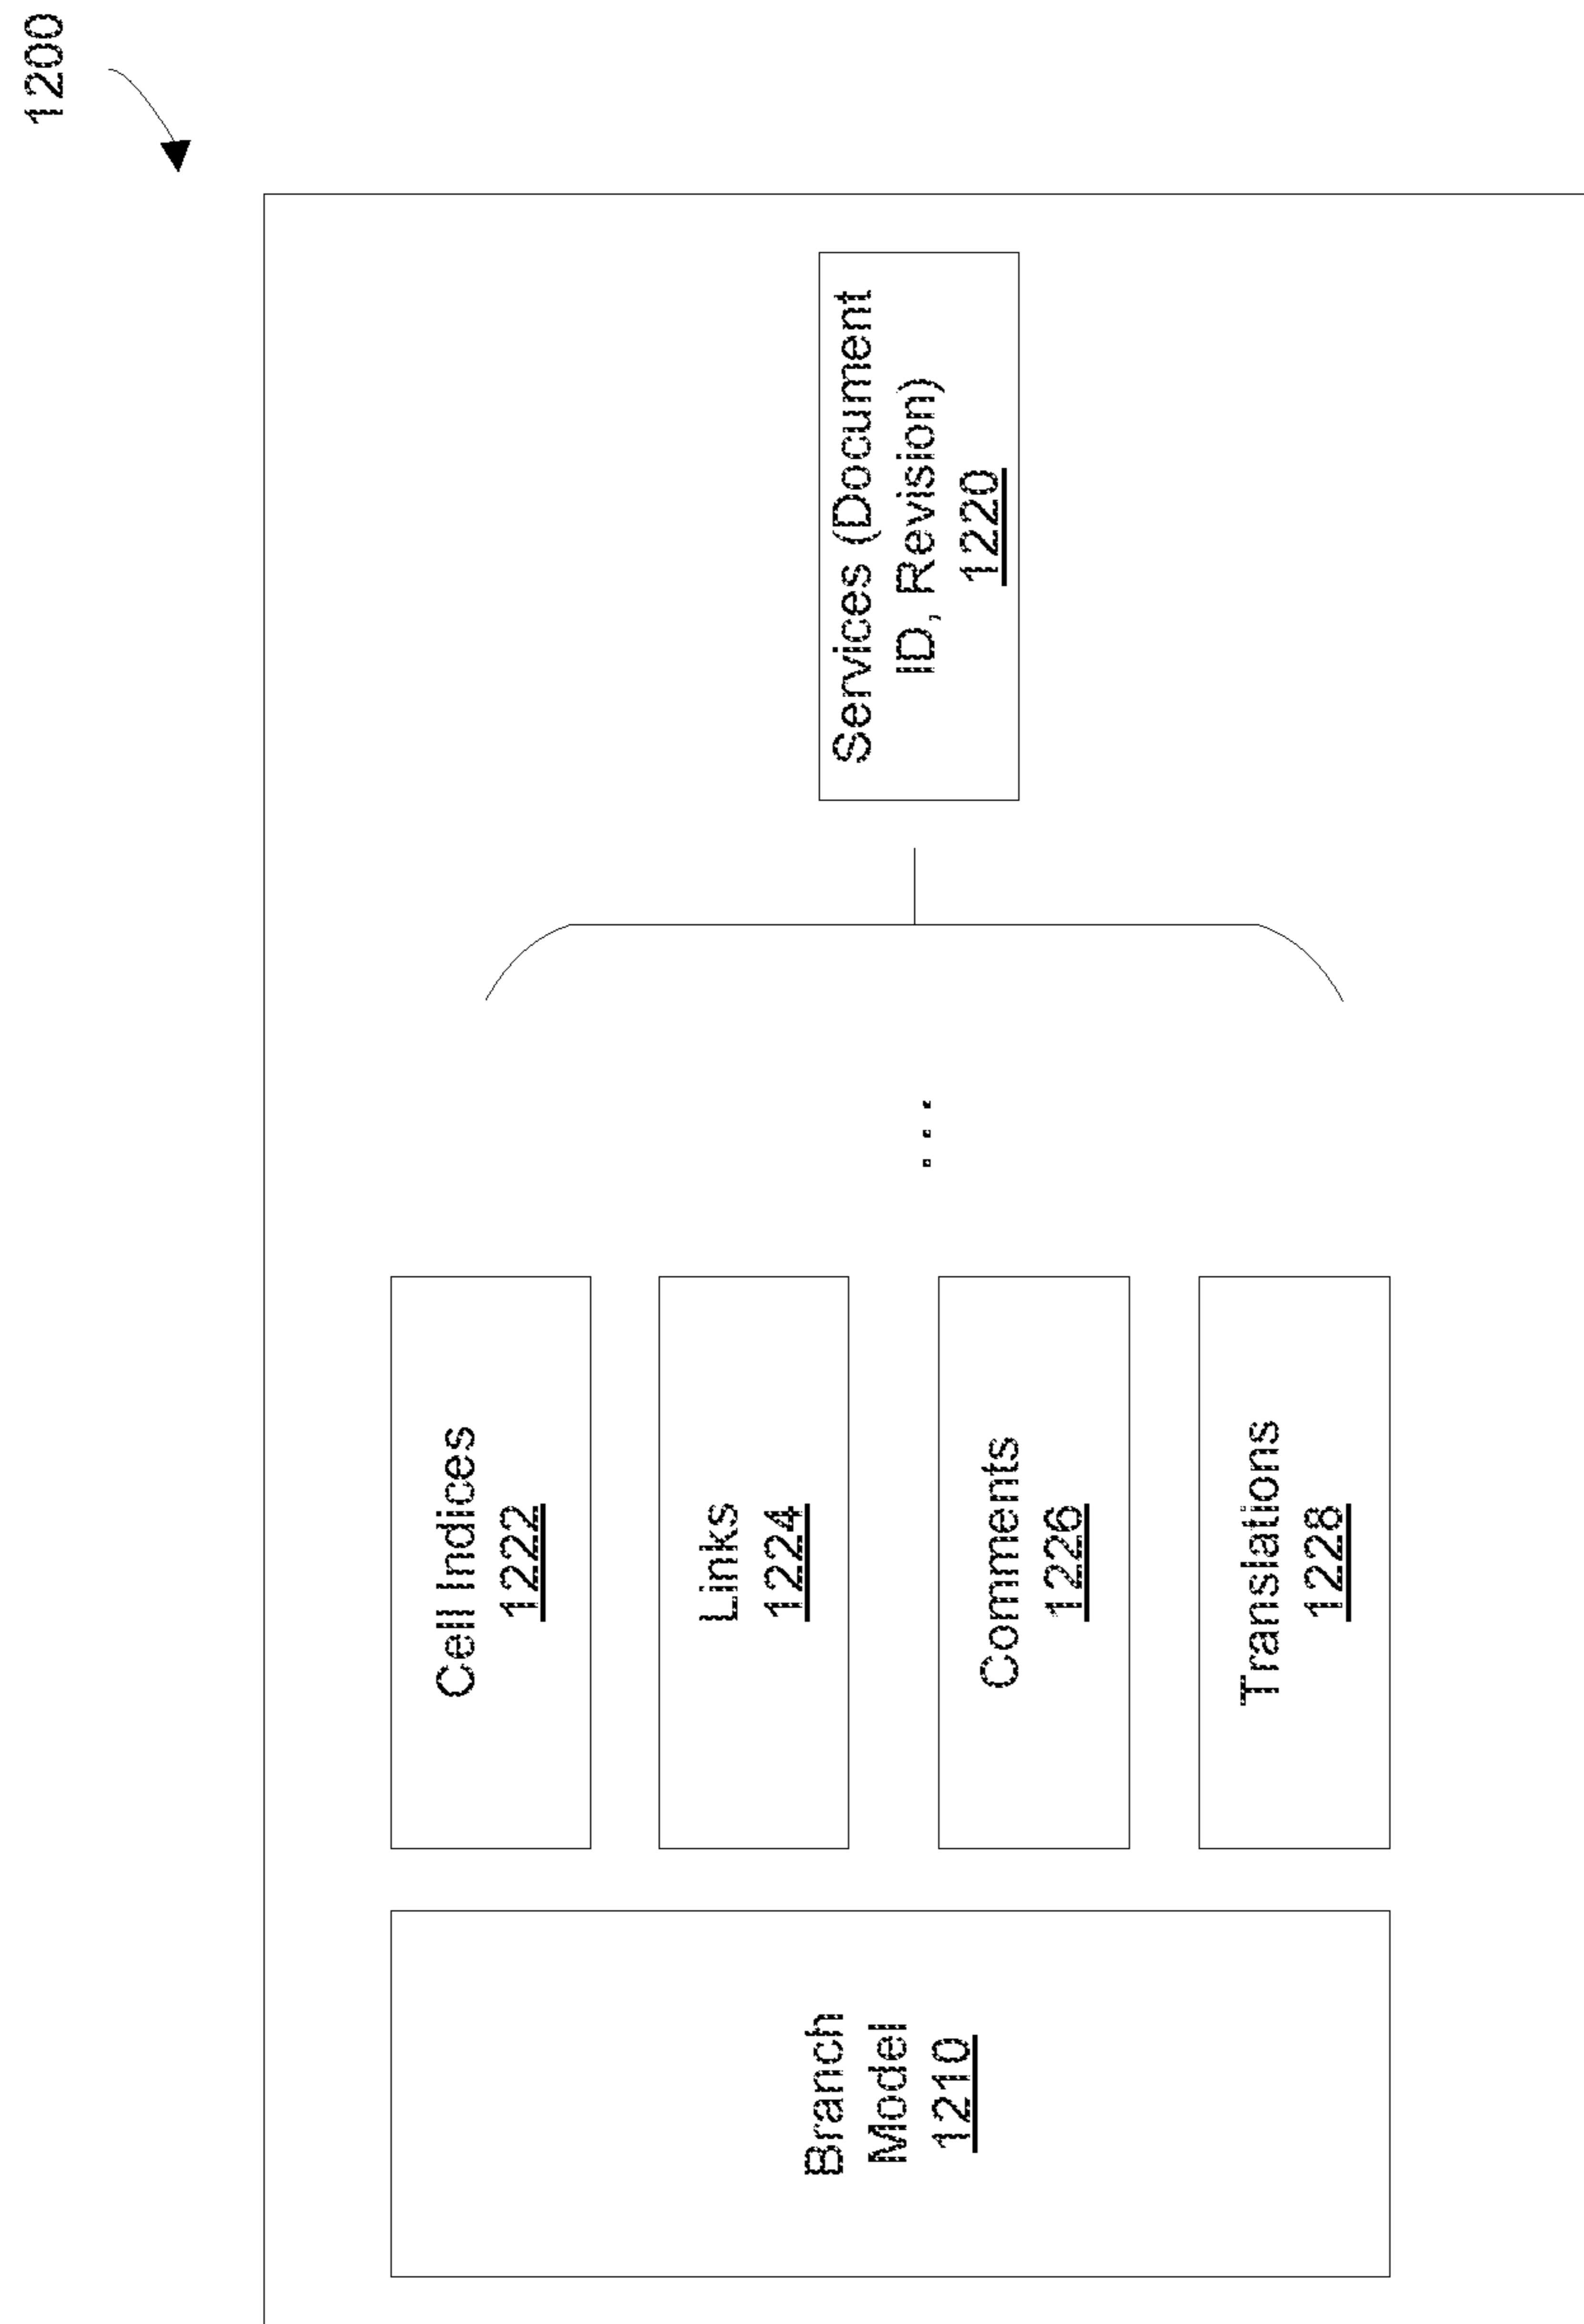 1200
Branch
Model
1210
Cell Indices
1222
Links
1224
Comments
1226
Translations
1228
...
Services (Document
ID, Revision)
1220